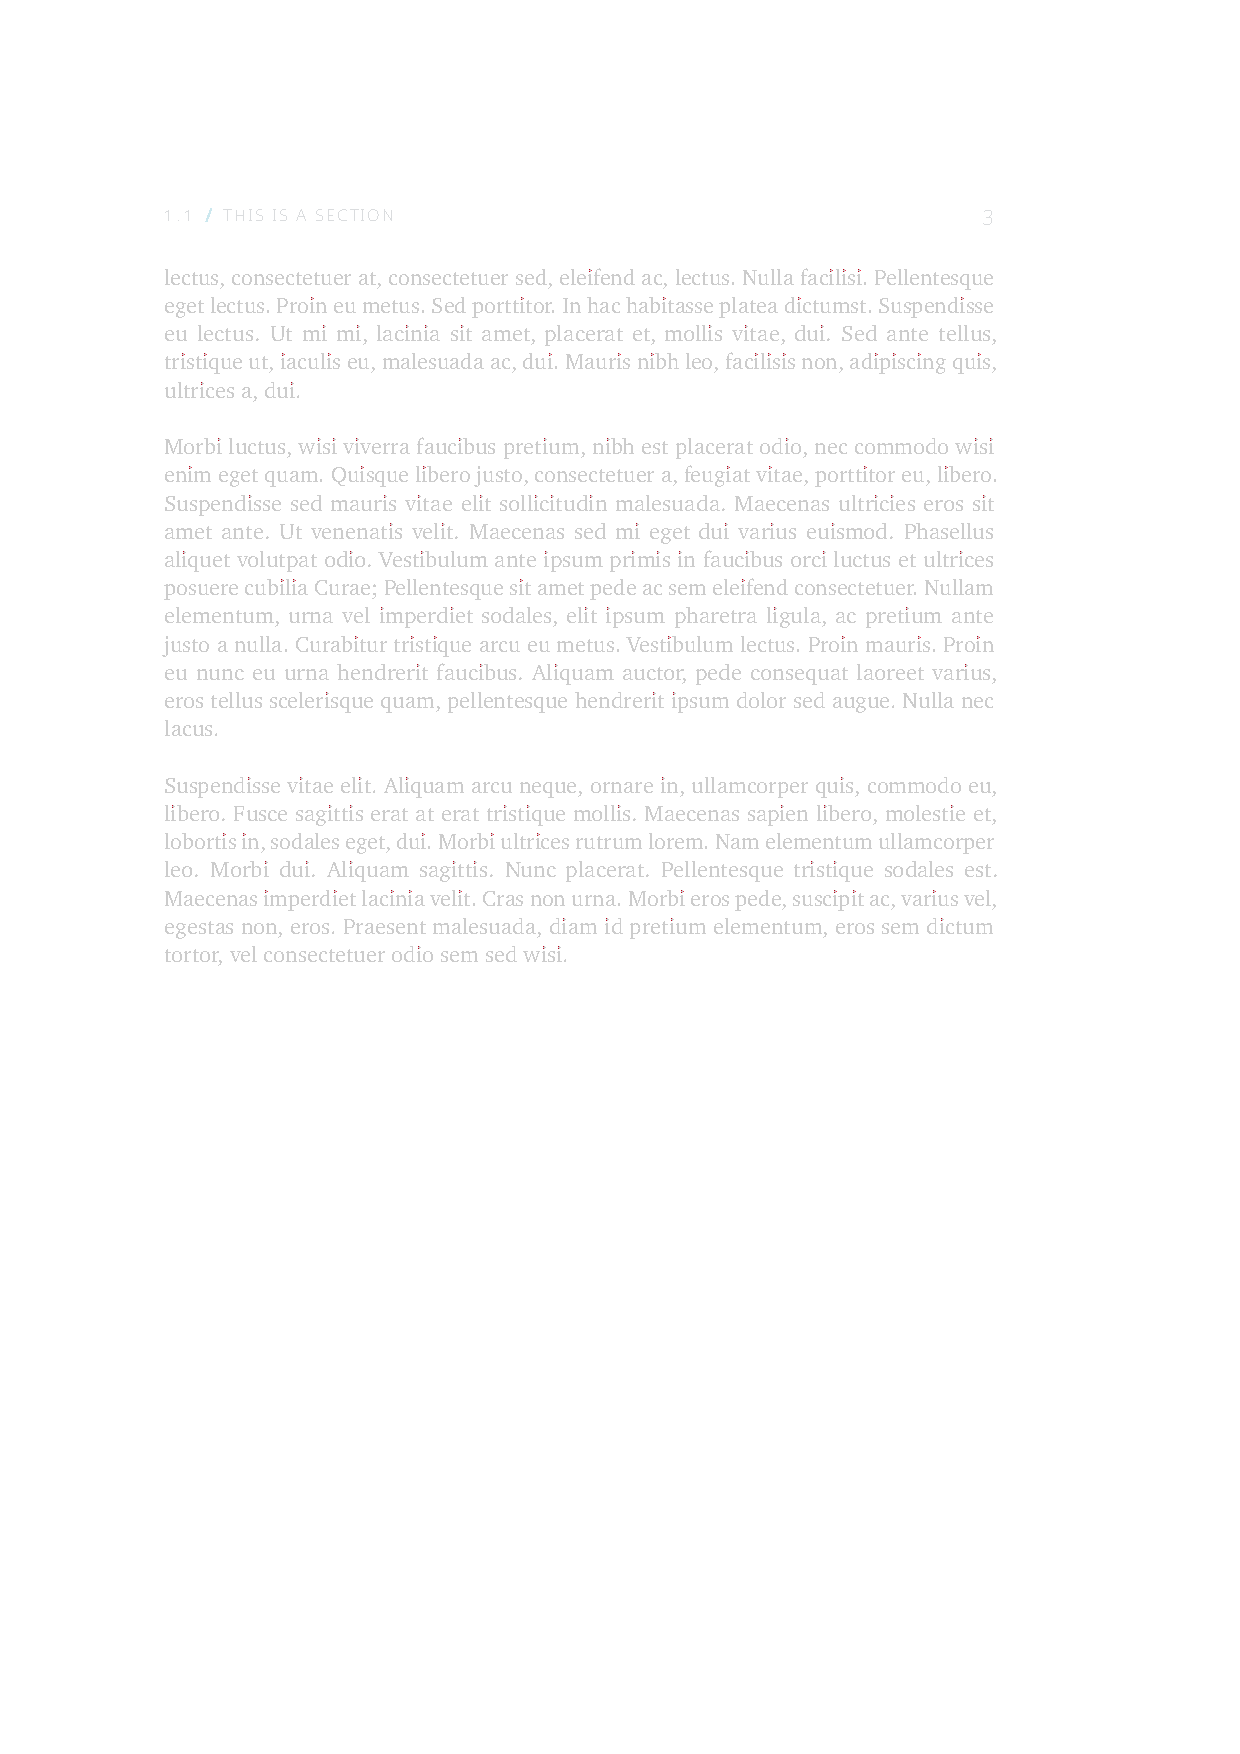 1.1 / THIS IS A SECTION 3
lectus, consectetuer at, consectetuer sed, eleifend ac, lectus. Nulla facilisi. Pellentesque
eget lectus. Proin eu metus. Sed porttitor. In hac habitasse platea dictumst. Suspendisse
eu lectus. Ut mi mi, lacinia sit amet, placerat et, mollis vitae, dui. Sed ante tellus,
tristique ut, iaculis eu, malesuada ac, dui. Mauris nibh leo, facilisis non, adipiscing quis,
ultrices a, dui.
Morbi luctus, wisi viverra faucibus pretium, nibh est placerat odio, nec commodo wisi
enim eget quam. Quisque libero justo, consectetuer a, feugiat vitae, porttitor eu, libero.
Suspendisse sed mauris vitae elit sollicitudin malesuada. Maecenas ultricies eros sit
amet ante. Ut venenatis velit. Maecenas sed mi eget dui varius euismod. Phasellus
aliquet volutpat odio. Vestibulum ante ipsum primis in faucibus orci luctus et ultrices
posuere cubilia Curae; Pellentesque sit amet pede ac sem eleifend consectetuer. Nullam
elementum, urna vel imperdiet sodales, elit ipsum pharetra ligula, ac pretium ante
justo a nulla. Curabitur tristique arcu eu metus. Vestibulum lectus. Proin mauris. Proin
eu nunc eu urna hendrerit faucibus. Aliquam auctor, pede consequat laoreet varius,
eros tellus scelerisque quam, pellentesque hendrerit ipsum dolor sed augue. Nulla nec
lacus.
Suspendisse vitae elit. Aliquam arcu neque, ornare in, ullamcorper quis, commodo eu,
libero. Fusce sagittis erat at erat tristique mollis. Maecenas sapien libero, molestie et,
lobortis in, sodales eget, dui. Morbi ultrices rutrum lorem. Nam elementum ullamcorper
leo. Morbi dui. Aliquam sagittis. Nunc placerat. Pellentesque tristique sodales est.
Maecenas imperdiet lacinia velit. Cras non urna. Morbi eros pede, suscipit ac, varius vel,
egestas non, eros. Praesent malesuada, diam id pretium elementum, eros sem dictum
tortor, vel consectetuer odio sem sed wisi.